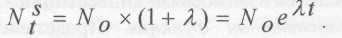 N_t^s = N_o × (1 + λ) = N_o e^{λt} .